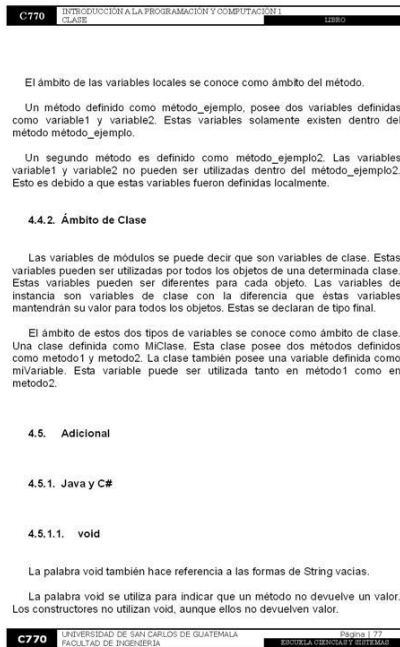 C770
INTRODUCCIÓN A LA PROGRAMACIÓN Y COMPUTACIÓN 1
CLASE
LIBRO
El ámbito de las variables locales se conoce como ámbito del método.
Un método definido como método_ejemplo, posee dos variables definidas
como variable1 y variable2. Estas variables solamente existen dentro del
método método_ejemplo.
Un segundo método es definido como método_ejemplo2. Las variables
variable1 y variable2 no pueden ser utilizadas dentro del método_ejemplo2.
Esto es debido a que estas variables fueron definidas localmente.
4.4.2. Ámbito de Clase
Las variables de módulos se puede decir que son variables de clase. Estas
variables pueden ser utilizadas por todos los objetos de una determinada clase.
Estas variables pueden ser diferentes para cada objeto. Las variables de
instancia son variables de clase con la diferencia que éstas variables
mantendrán su valor para todos los objetos. Estas se declaran de tipo final.
El ámbito de estos dos tipos de variables se conoce como ámbito de clase.
Una clase definida como MiClase. Esta clase posee dos métodos definidos
como metodo1 y metodo2. La clase también posee una variable definida como
miVariable. Esta variable puede ser utilizada tanto en método1 como en
metodo2.
4.5. Adicional
4.5.1. Java y C#
4.5.1.1. void
La palabra void también hace referencia a las formas de String vacias.
La palabra void se utiliza para indicar que un método no devuelve un valor.
Los constructores no utilizan void, aunque ellos no devuelven valor.
C770
UNIVERSIDAD DE SAN CARLOS DE GUATEMALA
FACULTAD DE INGENIERIA
Página | 77
ESCUELA CIENCIAS Y SISTEMAS